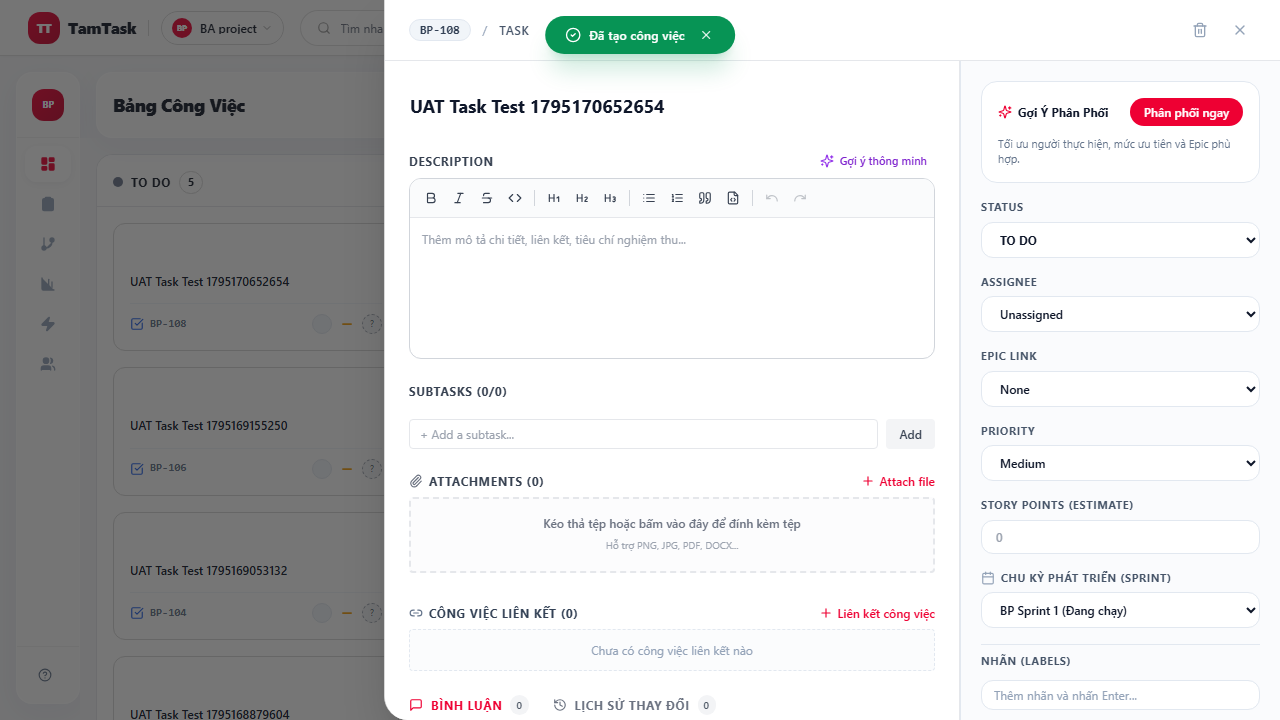 TT TamTask
BP BA project
Tìm nha
BP-108 / TASK
Đã tạo công việc
BP
Bảng Công Việc
TO DO 5
UAT Task Test 1795170652654
BP-108
?
UAT Task Test 1795169155250
BP-106
?
UAT Task Test 1795169053132
BP-104
?
UAT Task Test 1795168879604
UAT Task Test 1795170652654
DESCRIPTION
Gợi ý thông minh
B I S <> H1 H2 H3
Thêm mô tả chi tiết, liên kết, tiêu chí nghiệm thu...
SUBTASKS (0/0)
+ Add a subtask...
Add
ATTACHMENTS (0)
+ Attach file
Kéo thả tệp hoặc bấm vào đây để đính kèm tệp
Hỗ trợ PNG, JPG, PDF, DOCX...
CÔNG VIỆC LIÊN KẾT (0)
+ Liên kết công việc
Chưa có công việc liên kết nào
BÌNH LUẬN 0
LỊCH SỬ THAY ĐỔI 0
Gợi Ý Phân Phối
Phân phối ngay
Tối ưu người thực hiện, mức ưu tiên và Epic phù
hợp.
STATUS
TO DO
ASSIGNEE
Unassigned
EPIC LINK
None
PRIORITY
Medium
STORY POINTS (ESTIMATE)
0
CHU KỲ PHÁT TRIỂN (SPRINT)
BP Sprint 1 (Đang chạy)
NHÃN (LABELS)
Thêm nhãn và nhấn Enter...